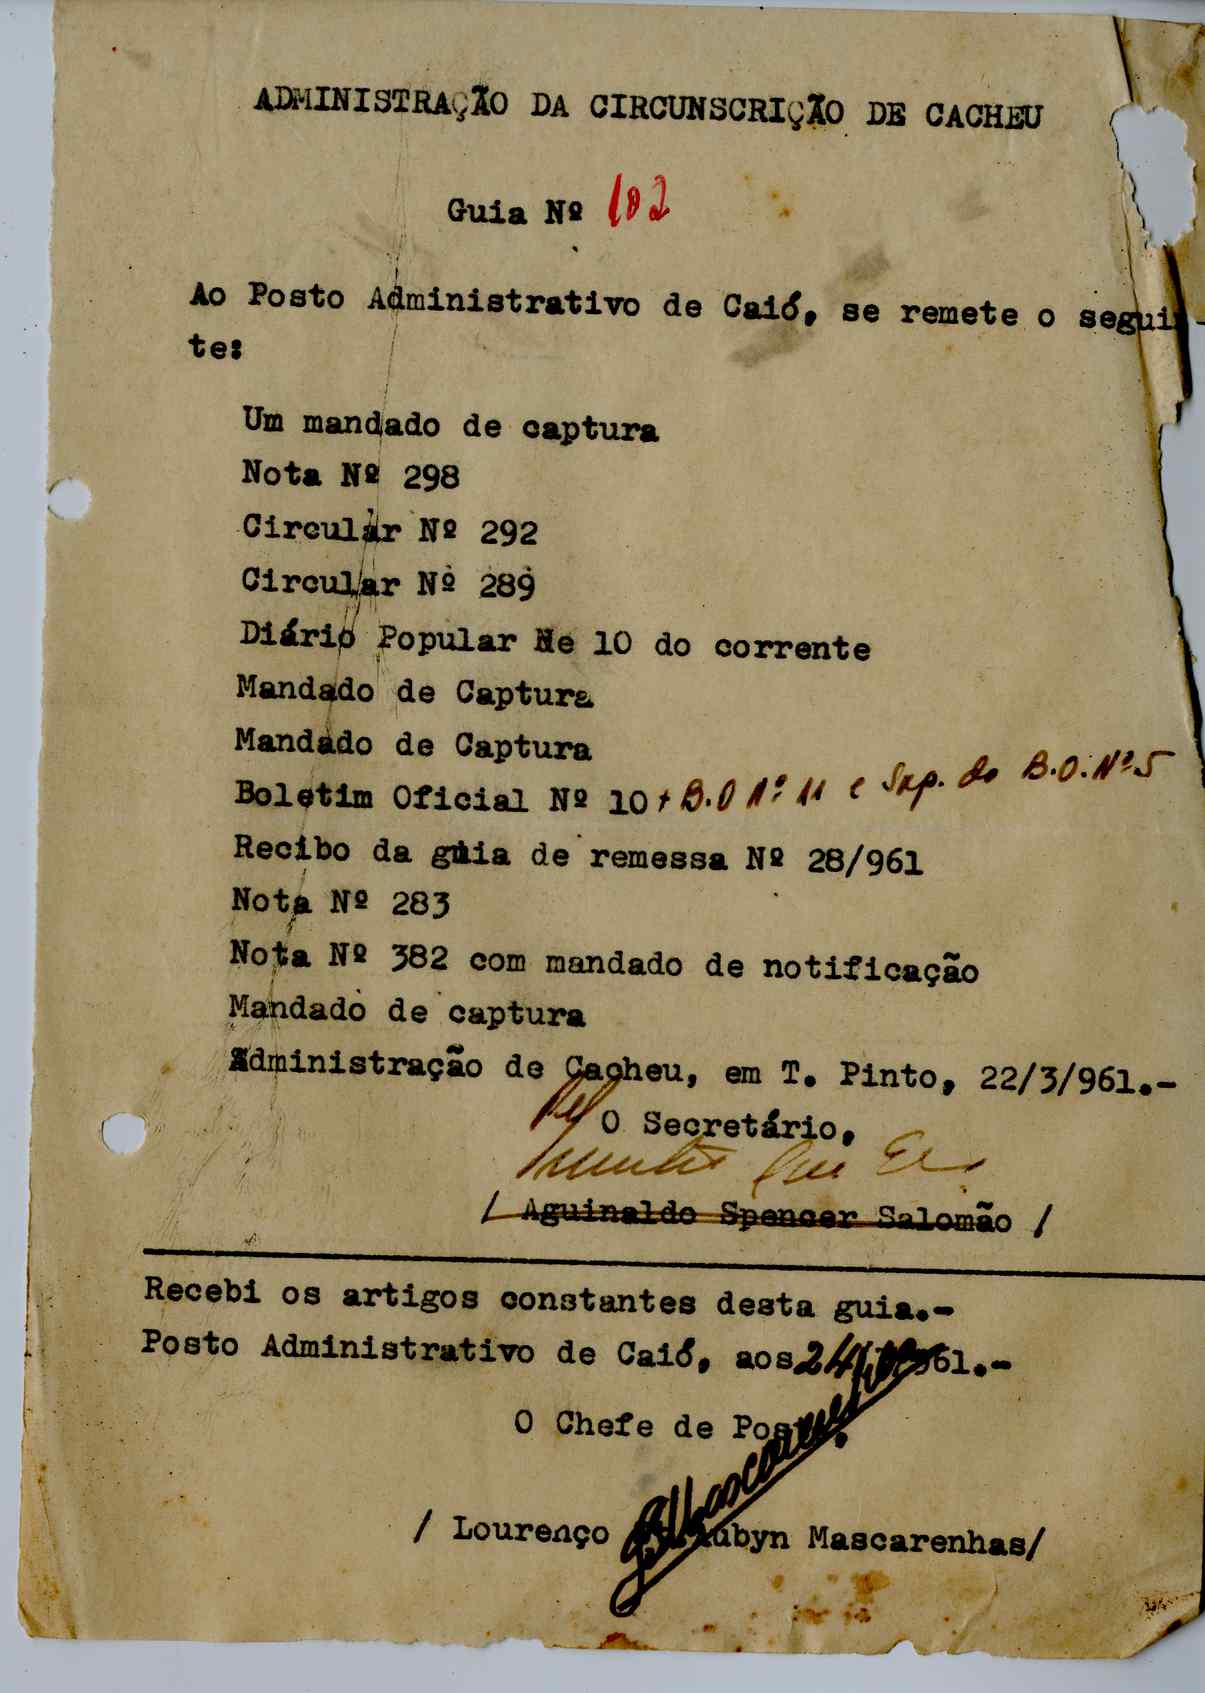 ADMINISTRAÇÃO DA CIRCUNSCRIÇÃO DE CACHEU
Guia Nº 102
Ao Posto Administrativo de Caió, se remete o seguin-
te:
Um mandado de captura
Nota Nº 298
Circular Nº 292
Circular Nº 289
Diário Popular Ne 10 do corrente
Mandado de Captura
Mandado de Captura
Boletim Oficial Nº 10 + B.O Nº 11 e Sup. do B.O. Nº 5
Recibo da guia de remessa Nº 28/961
Nota Nº 283
Nota Nº 382 com mandado de notificação
Mandado de captura
Administração de Cacheu, em T. Pinto, 22/3/961.-
Pel O Secretário,
/ Aguinaldo Spencer Salomão /
Recebi os artigos constantes desta guia.-
Posto Administrativo de Caió, aos 24/ 961.-
O Chefe de Posto
Mascarenhas
/ Lourenço Aubyn Mascarenhas/